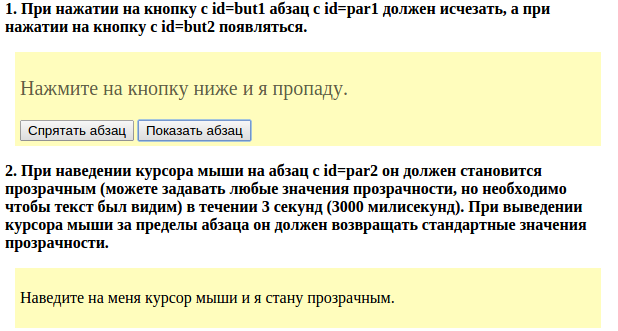 1. При нажатии на кнопку с id=but1 абзац с id=par1 должен исчезать, а при
нажатии на кнопку с id=but2 появляться.
Нажмите на кнопку ниже и я пропаду.
Спрятать абзац Показать абзац
2. При наведении курсора мыши на абзац с id=par2 он должен становится
прозрачным (можете задавать любые значения прозрачности, но необходимо
чтобы текст был видим) в течении 3 секунд (3000 милисекунд). При выведении
курсора мыши за пределы абзаца он должен возвращать стандартные значения
прозрачности.
Наведите на меня курсор мыши и я стану прозрачным.